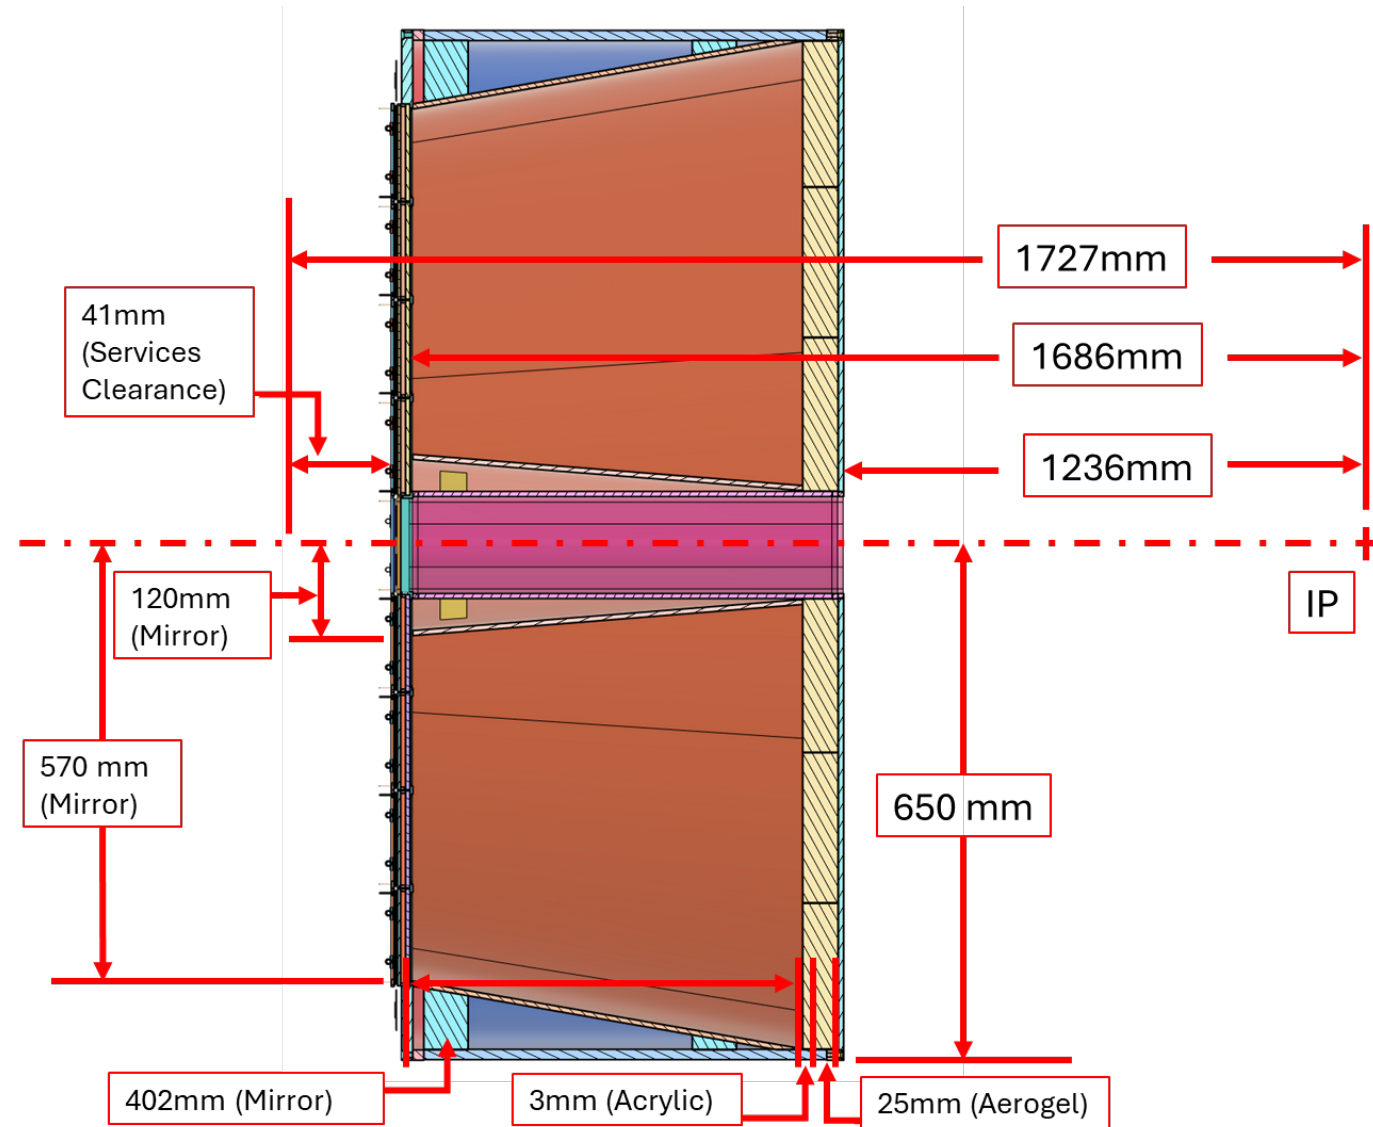 1727mm
41mm
(Services
Clearance)
1686mm
1236mm
120mm
(Mirror)
IP
570 mm
(Mirror)
650 mm
402mm (Mirror)
3mm (Acrylic)
25mm (Aerogel)